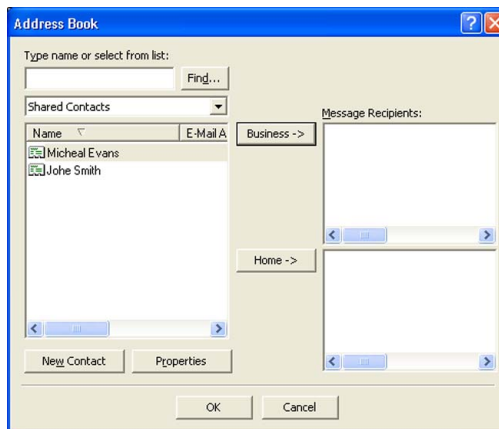 Address Book
Type name or select from list:
Find...
Shared Contacts
Name E-Mail A
Micheal Evans
Johe Smith
Business ->
Message Recipients:
Home ->
New Contact Properties
OK Cancel